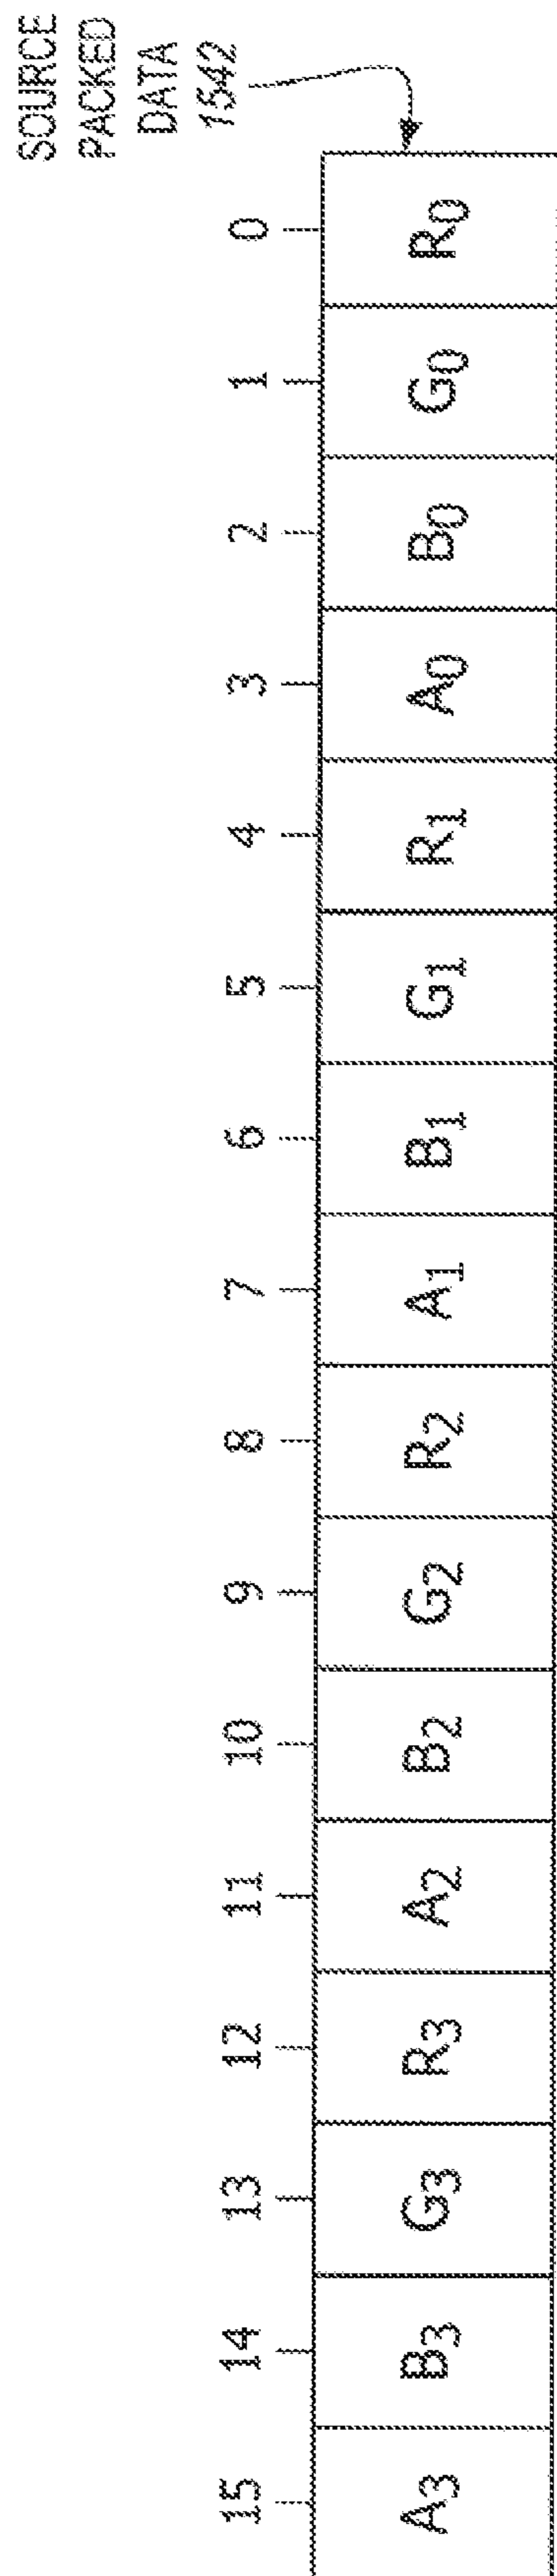 SOURCE
PACKED
DATA
1542
15 14 13 12 11 10 9 8 7 6 5 4 3 2 1 0
A3 B3 G3 R3 A2 B2 G2 R2 A1 B1 G1 R1 A0 B0 G0 R0